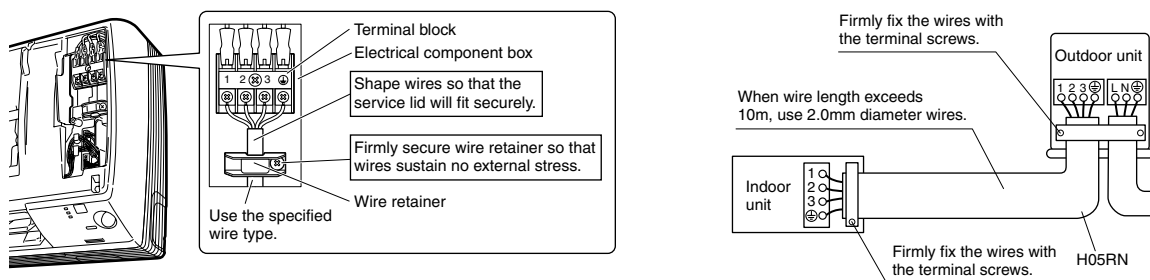 Terminal block
Electrical component box
1 2 3
Shape wires so that the
service lid will fit securely.
Firmly secure wire retainer so that
wires sustain no external stress.
Wire retainer
Use the specified
wire type.
Firmly fix the wires with
the terminal screws.
Outdoor unit
1 2 3 L N
When wire length exceeds
10m, use 2.0mm diameter wires.
Indoor
unit
1
2
3
Firmly fix the wires with
the terminal screws.
H05RN